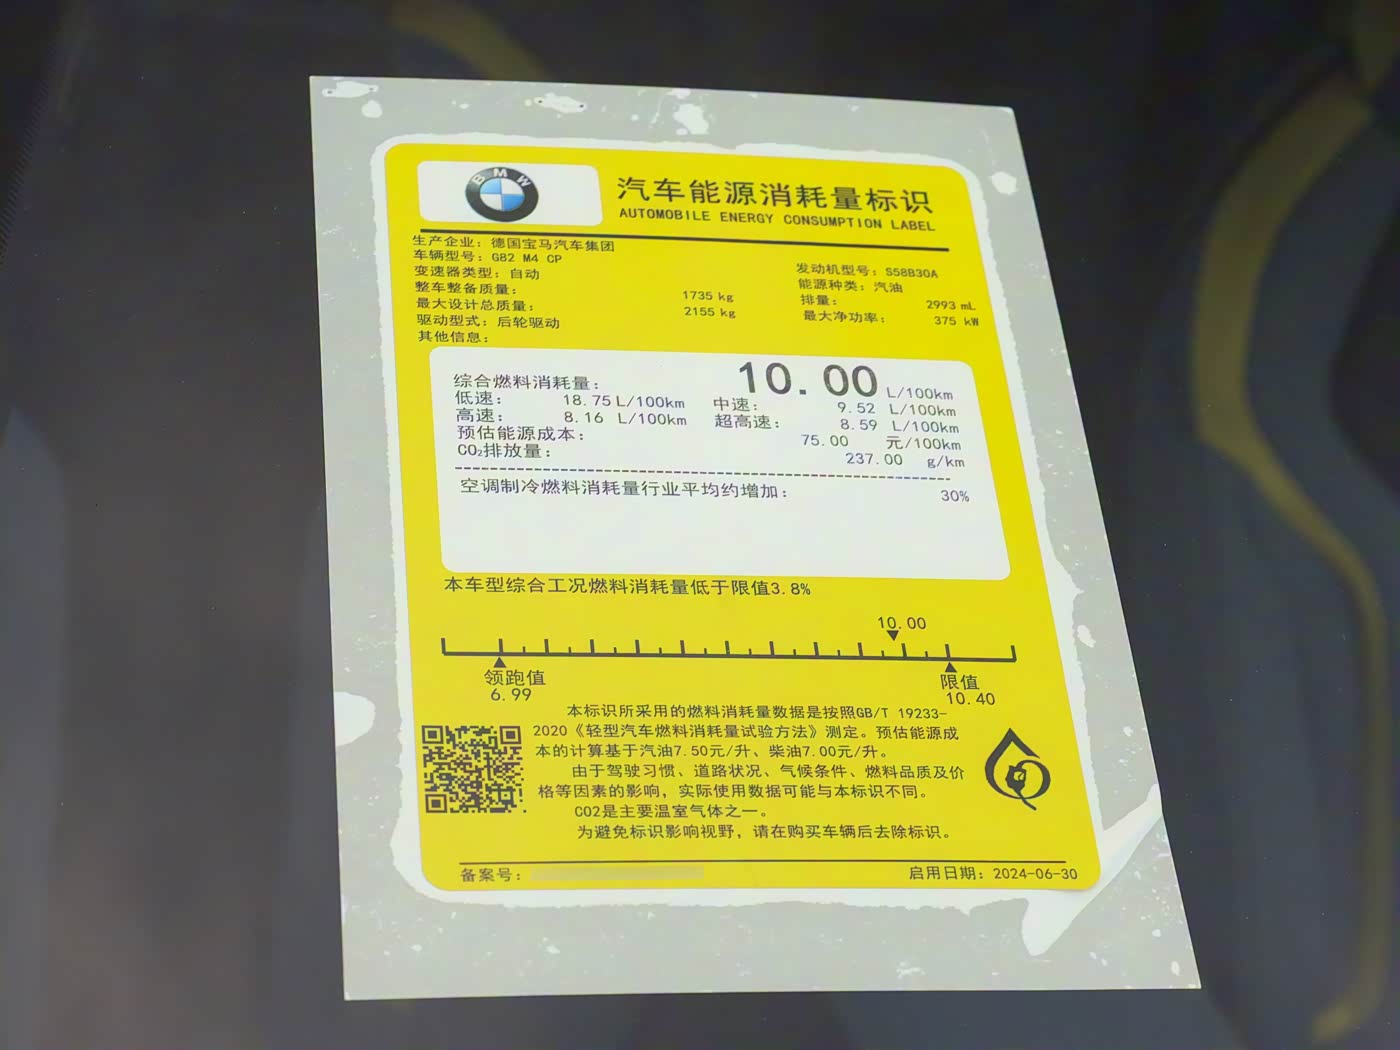 BMW
汽车能源消耗量标识
AUTOMOBILE ENERGY CONSUMPTION LABEL
生产企业：德国宝马汽车集团
车辆型号：G82 M4 CP
变速器类型：自动
发动机型号：S58B30A
整车整备质量：1735 kg
能源种类：汽油
最大设计总质量：2155 kg
排量：2993 mL
驱动型式：后轮驱动
最大净功率：375 kW
其他信息：
综合燃料消耗量：10.00 L/100km
低速：18.75 L/100km 中速：9.52 L/100km
高速：8.16 L/100km 超高速：8.59 L/100km
预估能源成本：75.00 元/100km
CO₂排放量：237.00 g/km
空调制冷燃料消耗量行业平均约增加：30%
本车型综合工况燃料消耗量低于限值3.8%
10.00
领跑值
6.99
限值
10.40
本标识所采用的燃料消耗量数据是按照GB/T 19233-
2020《轻型汽车燃料消耗量试验方法》测定。预估能源成
本的计算基于汽油7.50元/升、柴油7.00元/升。
由于驾驶习惯、道路状况、气候条件、燃料品质及价
格等因素的影响，实际使用数据可能与本标识不同。
CO2是主要温室气体之一。
为避免标识影响视野，请在购买车辆后去除标识。
备案号：
启用日期：2024-06-30